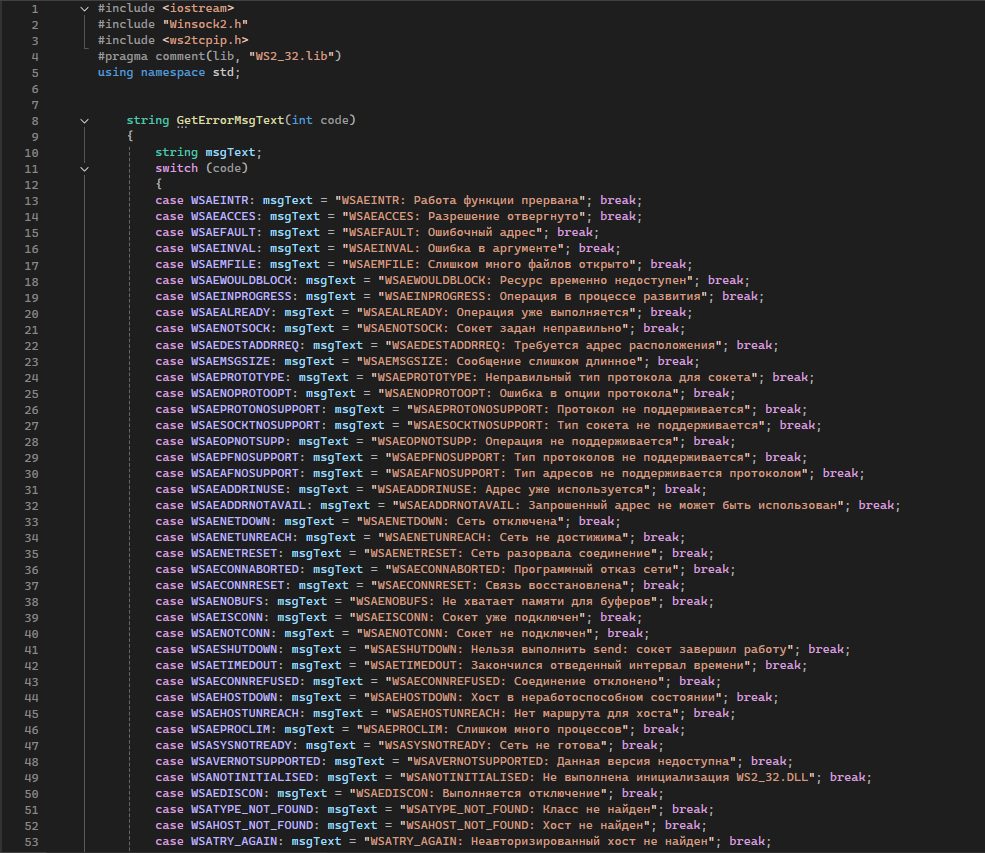 1 #include <iostream>
2 #include "Winsock2.h"
3 #include <ws2tcpip.h>
4 #pragma comment(lib, "WS2_32.lib")
5 using namespace std;
6
7
8 string GetErrorMsgText(int code)
9 {
10 string msgText;
11 switch (code)
12 {
13 case WSAEINTR: msgText = "WSAEINTR: Работа функции прервана"; break;
14 case WSAEACCES: msgText = "WSAEACCES: Разрешение отвергнуто"; break;
15 case WSAEFAULT: msgText = "WSAEFAULT: Ошибочный адрес"; break;
16 case WSAEINVAL: msgText = "WSAEINVAL: Ошибка в аргументе"; break;
17 case WSAEMFILE: msgText = "WSAEMFILE: Слишком много файлов открыто"; break;
18 case WSAEWOULDBLOCK: msgText = "WSAEWOULDBLOCK: Ресурс временно недоступен"; break;
19 case WSAEINPROGRESS: msgText = "WSAEINPROGRESS: Операция в процессе развития"; break;
20 case WSAEALREADY: msgText = "WSAEALREADY: Операция уже выполняется"; break;
21 case WSAENOTSOCK: msgText = "WSAENOTSOCK: Сокет задан неправильно"; break;
22 case WSAEDESTADDRREQ: msgText = "WSAEDESTADDRREQ: Требуется адрес расположения"; break;
23 case WSAEMSGSIZE: msgText = "WSAEMSGSIZE: Сообщение слишком длинное"; break;
24 case WSAEPROTOTYPE: msgText = "WSAEPROTOTYPE: Неправильный тип протокола для сокета"; break;
25 case WSAENOPROTOOPT: msgText = "WSAENOPROTOOPT: Ошибка в опции протокола"; break;
26 case WSAEPROTONOSUPPORT: msgText = "WSAEPROTONOSUPPORT: Протокол не поддерживается"; break;
27 case WSAESOCKTNOSUPPORT: msgText = "WSAESOCKTNOSUPPORT: Тип сокета не поддерживается"; break;
28 case WSAEOPNOTSUPP: msgText = "WSAEOPNOTSUPP: Операция не поддерживается"; break;
29 case WSAEPFNOSUPPORT: msgText = "WSAEPFNOSUPPORT: Тип протоколов не поддерживается"; break;
30 case WSAEAFNOSUPPORT: msgText = "WSAEAFNOSUPPORT: Тип адресов не поддерживается протоколом"; break;
31 case WSAEADDRINUSE: msgText = "WSAEADDRINUSE: Адрес уже используется"; break;
32 case WSAEADDRNOTAVAIL: msgText = "WSAEADDRNOTAVAIL: Запрошенный адрес не может быть использован"; break;
33 case WSAENETDOWN: msgText = "WSAENETDOWN: Сеть отключена"; break;
34 case WSAENETUNREACH: msgText = "WSAENETUNREACH: Сеть не достижима"; break;
35 case WSAENETRESET: msgText = "WSAENETRESET: Сеть разорвала соединение"; break;
36 case WSAECONNABORTED: msgText = "WSAECONNABORTED: Программный отказ сети"; break;
37 case WSAECONNRESET: msgText = "WSAECONNRESET: Связь восстановлена"; break;
38 case WSAENOBUFS: msgText = "WSAENOBUFS: Не хватает памяти для буферов"; break;
39 case WSAEISCONN: msgText = "WSAEISCONN: Сокет уже подключен"; break;
40 case WSAENOTCONN: msgText = "WSAENOTCONN: Сокет не подключен"; break;
41 case WSAESHUTDOWN: msgText = "WSAESHUTDOWN: Нельзя выполнить send: сокет завершил работу"; break;
42 case WSAETIMEDOUT: msgText = "WSAETIMEDOUT: Закончился отведенный интервал времени"; break;
43 case WSAECONNREFUSED: msgText = "WSAECONNREFUSED: Соединение отклонено"; break;
44 case WSAEHOSTDOWN: msgText = "WSAEHOSTDOWN: Хост в неработоспособном состоянии"; break;
45 case WSAEHOSTUNREACH: msgText = "WSAEHOSTUNREACH: Нет маршрута для хоста"; break;
46 case WSAEPROCLIM: msgText = "WSAEPROCLIM: Слишком много процессов"; break;
47 case WSASYSNOTREADY: msgText = "WSASYSNOTREADY: Сеть не готова"; break;
48 case WSAVERNOTSUPPORTED: msgText = "WSAVERNOTSUPPORTED: Данная версия недоступна"; break;
49 case WSANOTINITIALISED: msgText = "WSANOTINITIALISED: Не выполнена инициализация WS2_32.DLL"; break;
50 case WSAEDISCON: msgText = "WSAEDISCON: Выполняется отключение"; break;
51 case WSATYPE_NOT_FOUND: msgText = "WSATYPE_NOT_FOUND: Класс не найден"; break;
52 case WSAHOST_NOT_FOUND: msgText = "WSAHOST_NOT_FOUND: Хост не найден"; break;
53 case WSATRY_AGAIN: msgText = "WSATRY_AGAIN: Неавторизированный хост не найден"; break;